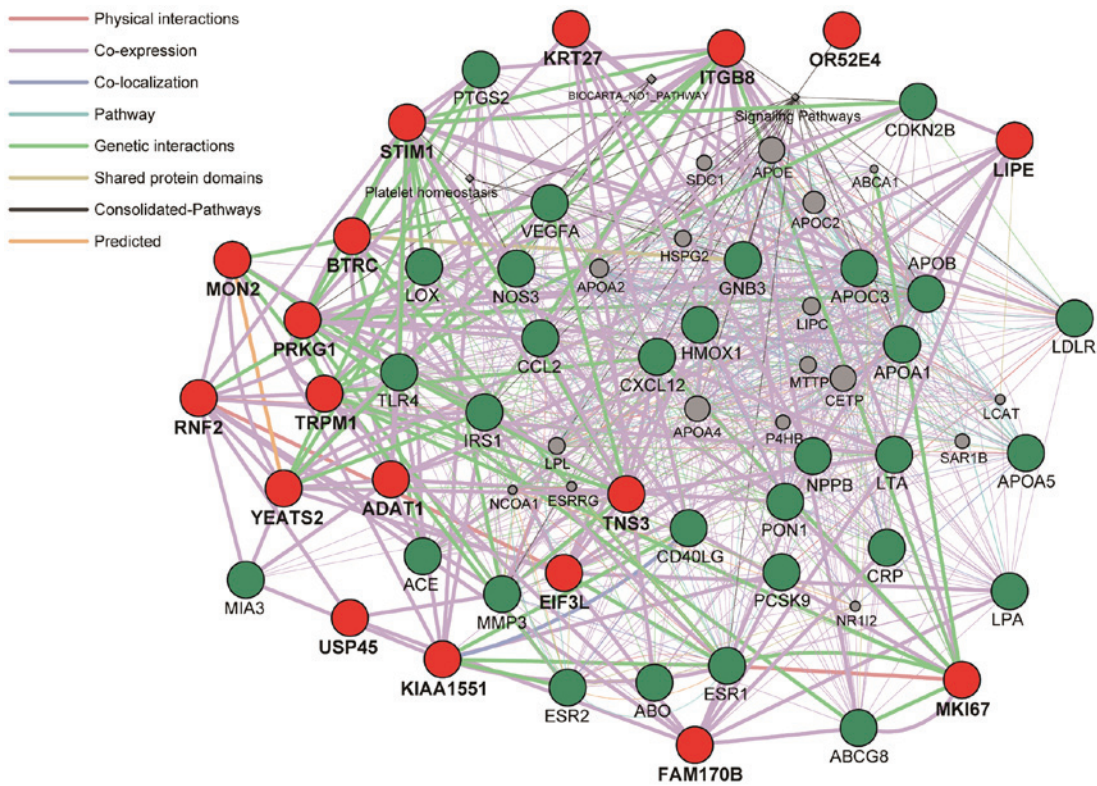 Physical interactions
Co-expression
Co-localization
Pathway
Genetic interactions
Shared protein domains
Consolidated-Pathways
Predicted
KRT27
OR52E4
ITGB8
PTGS2
BIOCARTA_NO1_PATHWAY
Signaling Pathways
CDKN2B
STIM1
LIPE
SDC1
APOE
ABCA1
Platelet homeostasis
APOC2
VEGFA
BTRC
HSPG2
MON2
LOX
NOS3
APOA2
GNB3
APOC3
APOB
LIPC
PRKG1
LDLR
CCL2
HMOX1
CXCL12
APOA1
MTTP
CETP
TLR4
LCAT
RNF2
TRPM1
IRS1
APOA4
P4HB
SAR1B
LPL
NPPB
LTA
APOA5
YEATS2
ADAT1
NCOA1
ESRRG
TNS3
PON1
CD40LG
ACE
CRP
MIA3
MMP3
EIF3L
PCSK9
NR1I2
LPA
USP45
KIAA1551
ESR2
ABO
ESR1
MKI67
FAM170B
ABCG8